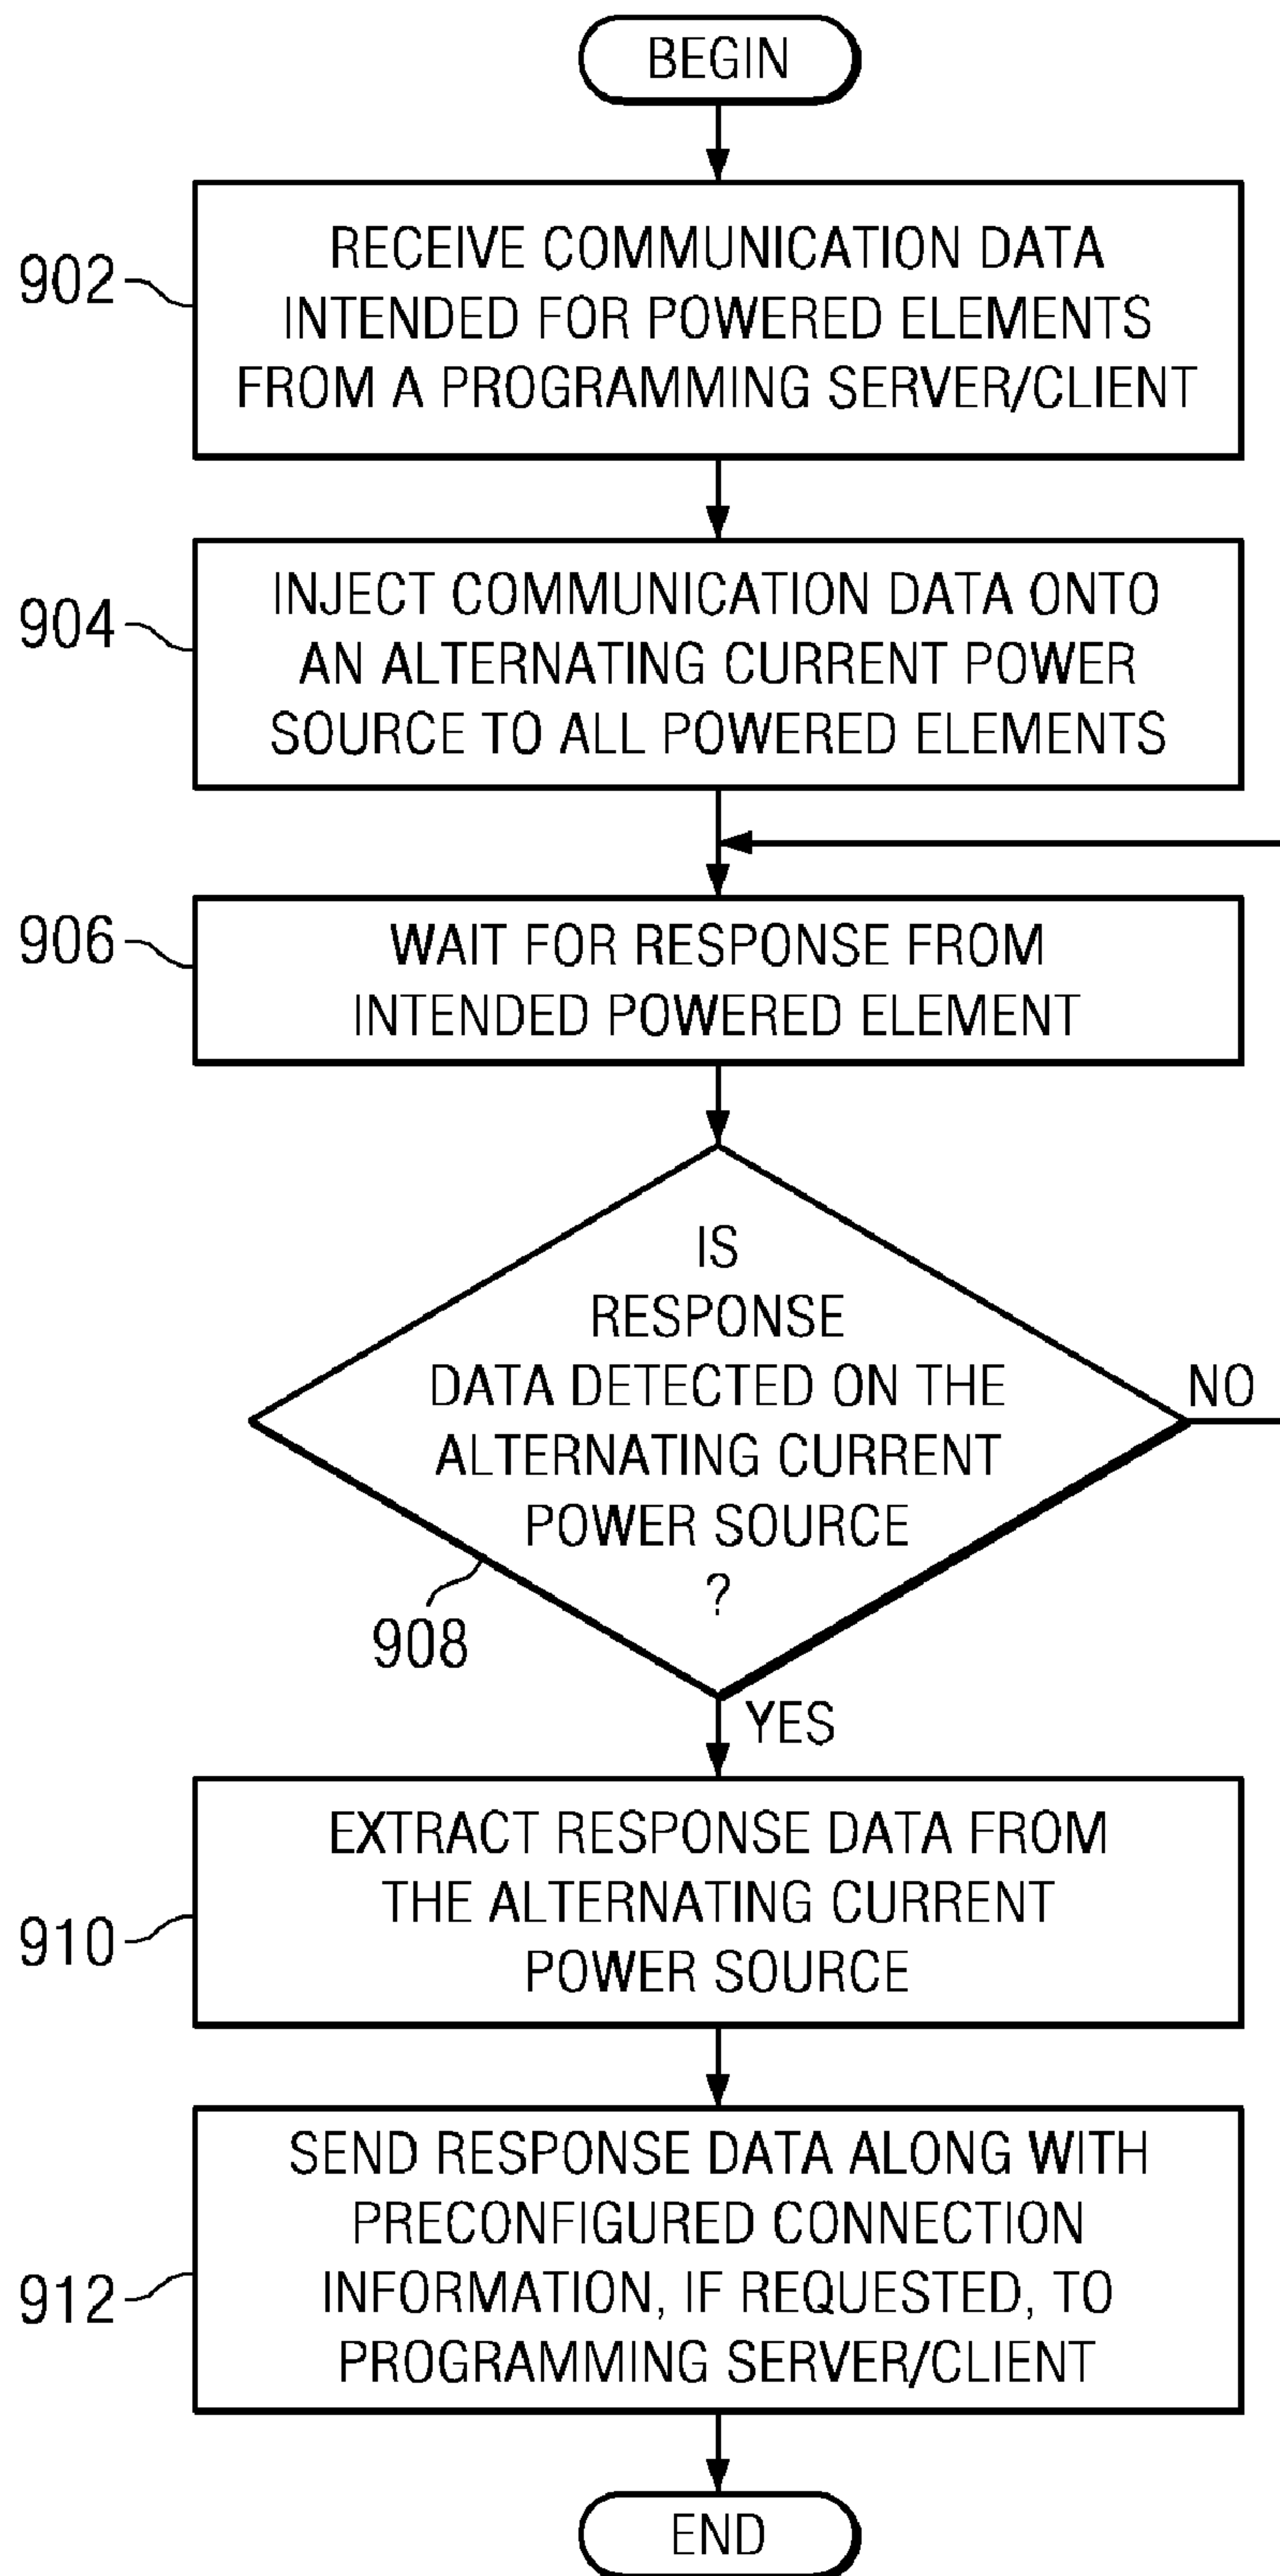 BEGIN
902
RECEIVE COMMUNICATION DATA
INTENDED FOR POWERED ELEMENTS
FROM A PROGRAMMING SERVER/CLIENT
904
INJECT COMMUNICATION DATA ONTO
AN ALTERNATING CURRENT POWER
SOURCE TO ALL POWERED ELEMENTS
906
WAIT FOR RESPONSE FROM
INTENDED POWERED ELEMENT
IS
RESPONSE
DATA DETECTED ON THE
ALTERNATING CURRENT
POWER SOURCE
?
NO
908
YES
910
EXTRACT RESPONSE DATA FROM
THE ALTERNATING CURRENT
POWER SOURCE
912
SEND RESPONSE DATA ALONG WITH
PRECONFIGURED CONNECTION
INFORMATION, IF REQUESTED, TO
PROGRAMMING SERVER/CLIENT
END